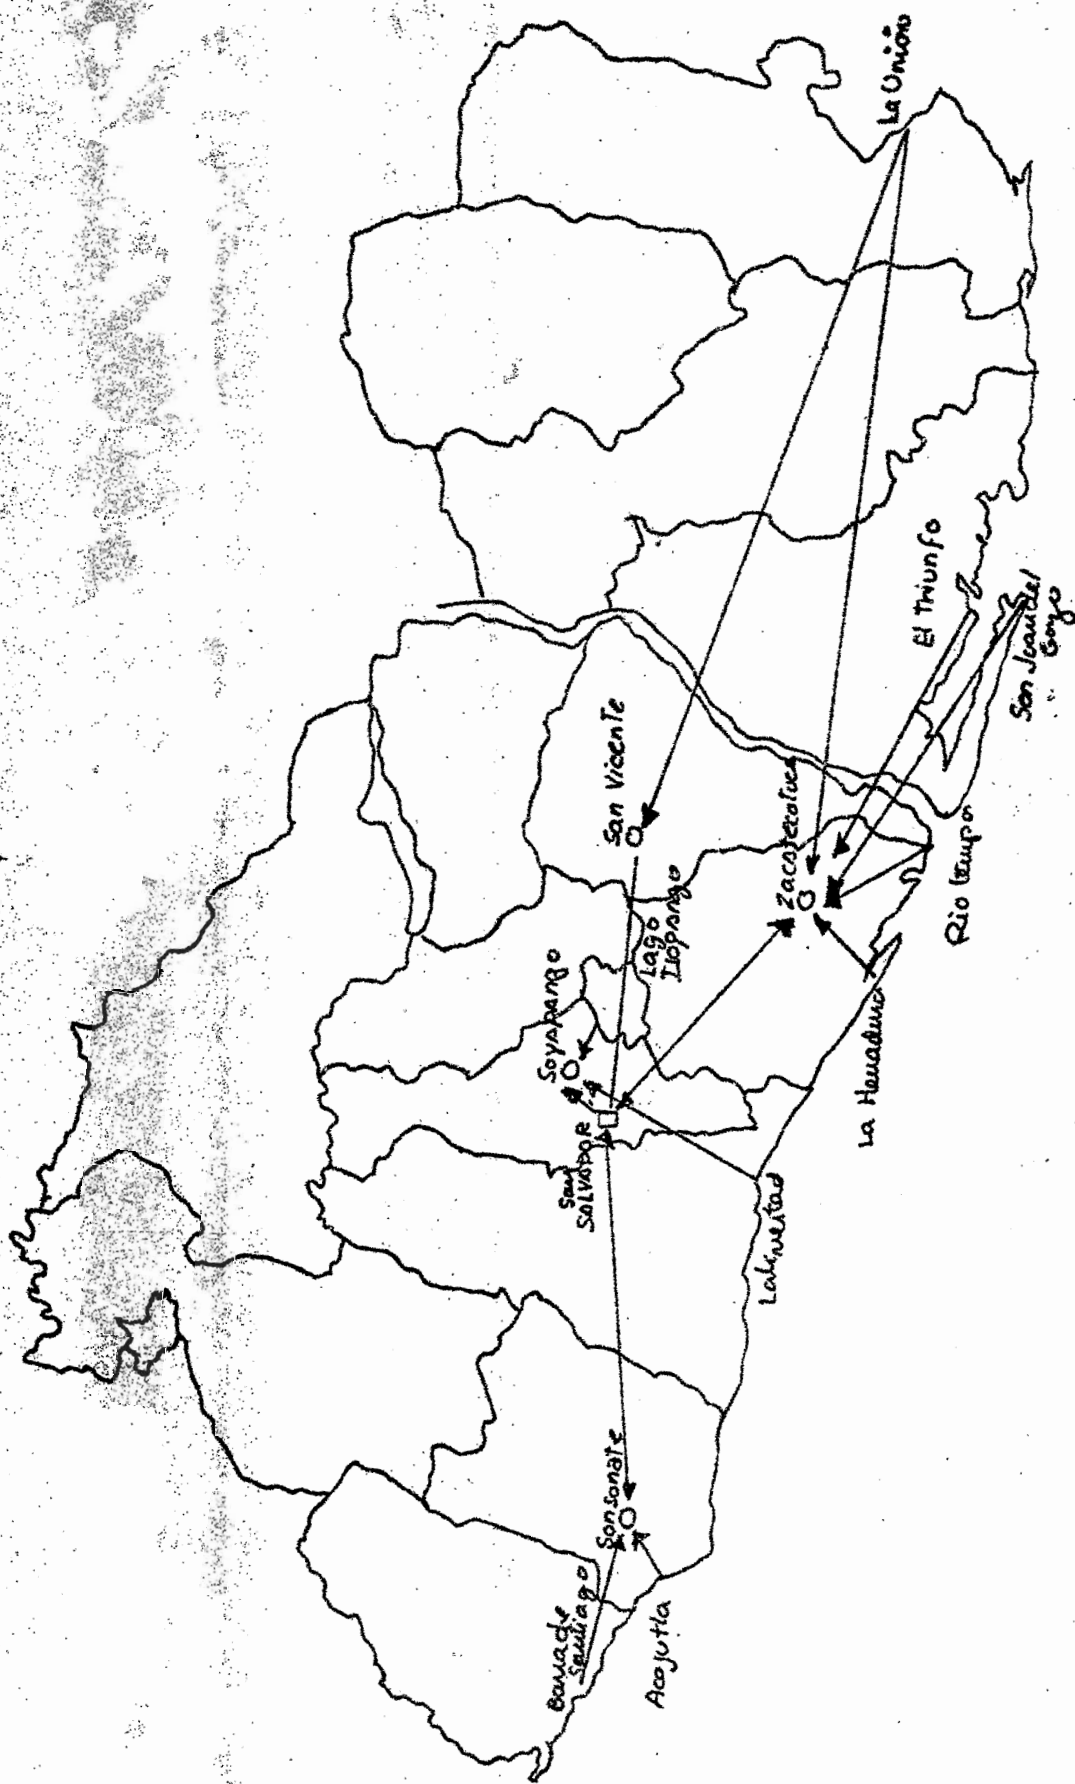 La Unión
El Triunfo
San Juan del
Gozo
San Vicente
Zacatecoluca
Rio Lempa
Lago
Ilopango
Soyapango
La Herradura
San
SALVADOR
La Libertad
Sonsonate
Barra de
Santiago
Acajutla